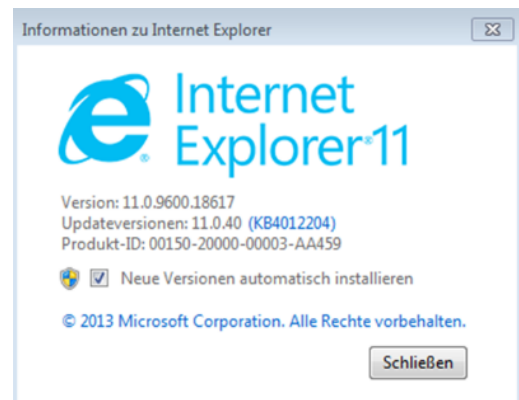 Informationen zu Internet Explorer
Internet
Explorer®11
Version: 11.0.9600.18617
Updateversionen: 11.0.40 (KB4012204)
Produkt-ID: 00150-20000-00003-AA459
Neue Versionen automatisch installieren
© 2013 Microsoft Corporation. Alle Rechte vorbehalten.
Schließen